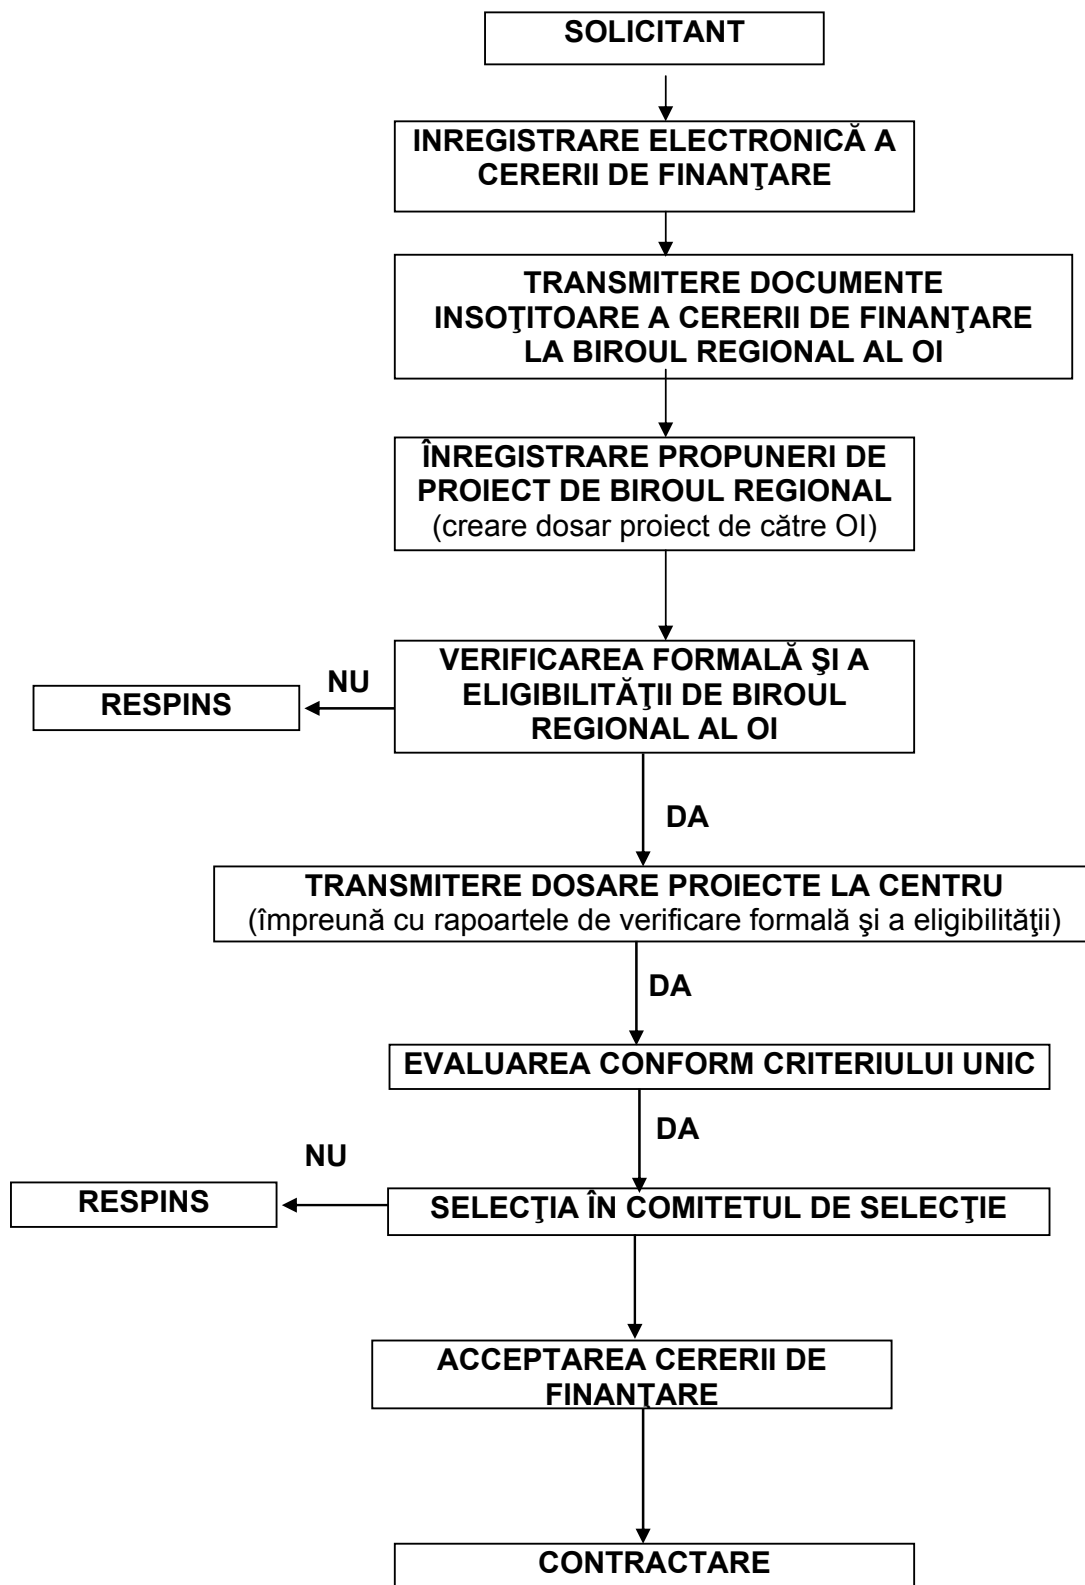 SOLICITANT
INREGISTRARE ELECTRONICĂ A
CERERII DE FINANŢARE
TRANSMITERE DOCUMENTE
INSOŢITOARE A CERERII DE FINANŢARE
LA BIROUL REGIONAL AL OI
ÎNREGISTRARE PROPUNERI DE
PROIECT DE BIROUL REGIONAL
(creare dosar proiect de către OI)
VERIFICAREA FORMALĂ ŞI A
ELIGIBILITĂŢII DE BIROUL
REGIONAL AL OI
NU
RESPINS
DA
TRANSMITERE DOSARE PROIECTE LA CENTRU
(împreună cu rapoartele de verificare formală şi a eligibilităţii)
DA
EVALUAREA CONFORM CRITERIULUI UNIC
DA
NU
RESPINS
SELECŢIA ÎN COMITETUL DE SELECŢIE
ACCEPTAREA CERERII DE
FINANŢARE
CONTRACTARE